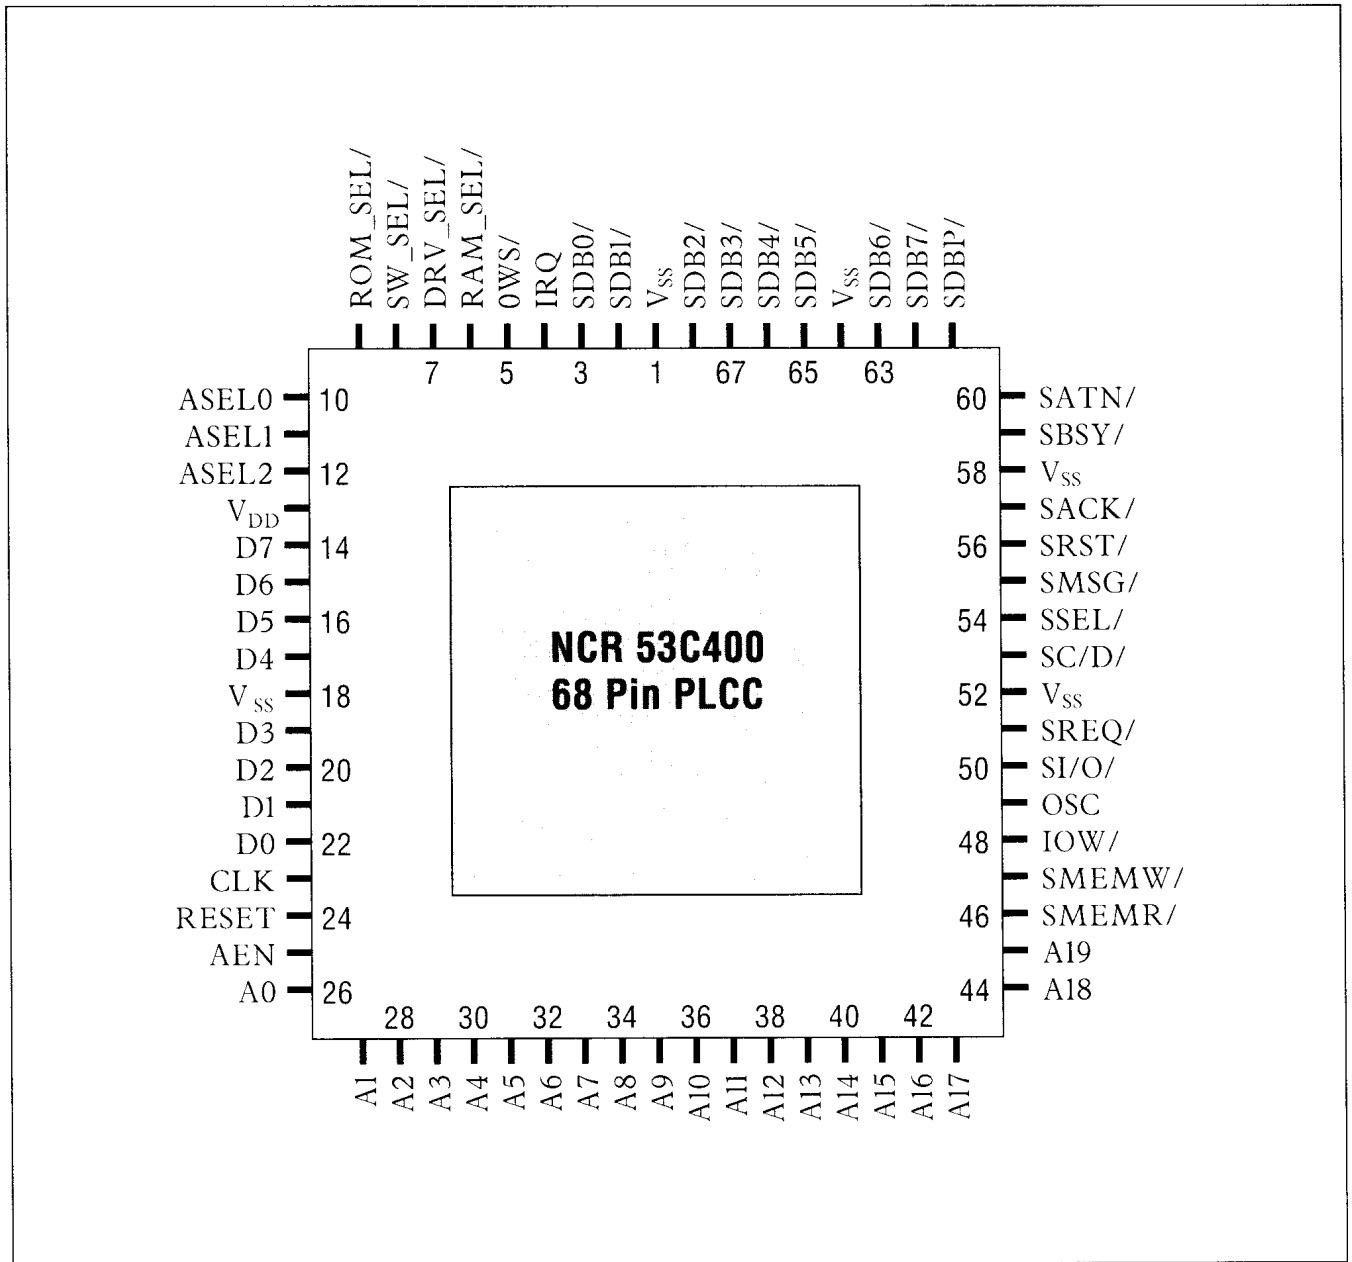 ROM_SEL/
SW_SEL/
DRV_SEL/
RAM_SEL/
0WS/
IRQ
SDB0/
SDB1/
VSS
SDB2/
SDB3/
SDB4/
SDB5/
VSS
SDB6/
SDB7/
SDBP/
7 5 3 1 67 65 63
ASEL0 10
ASEL1
ASEL2 12
VDD
D7 14
D6
D5 16
D4
VSS 18
D3
D2 20
D1
D0 22
CLK
RESET 24
AEN
A0 26
NCR 53C400
68 Pin PLCC
60 SATN/
SBSY/
58 VSS
SACK/
56 SRST/
SMSG/
54 SSEL/
SC/D/
52 VSS
SREQ/
50 SI/O/
OSC
48 IOW/
SMEMW/
46 SMEMR/
A19
44 A18
28 30 32 34 36 38 40 42
A1
A2
A3
A4
A5
A6
A7
A8
A9
A10
A11
A12
A13
A14
A15
A16
A17